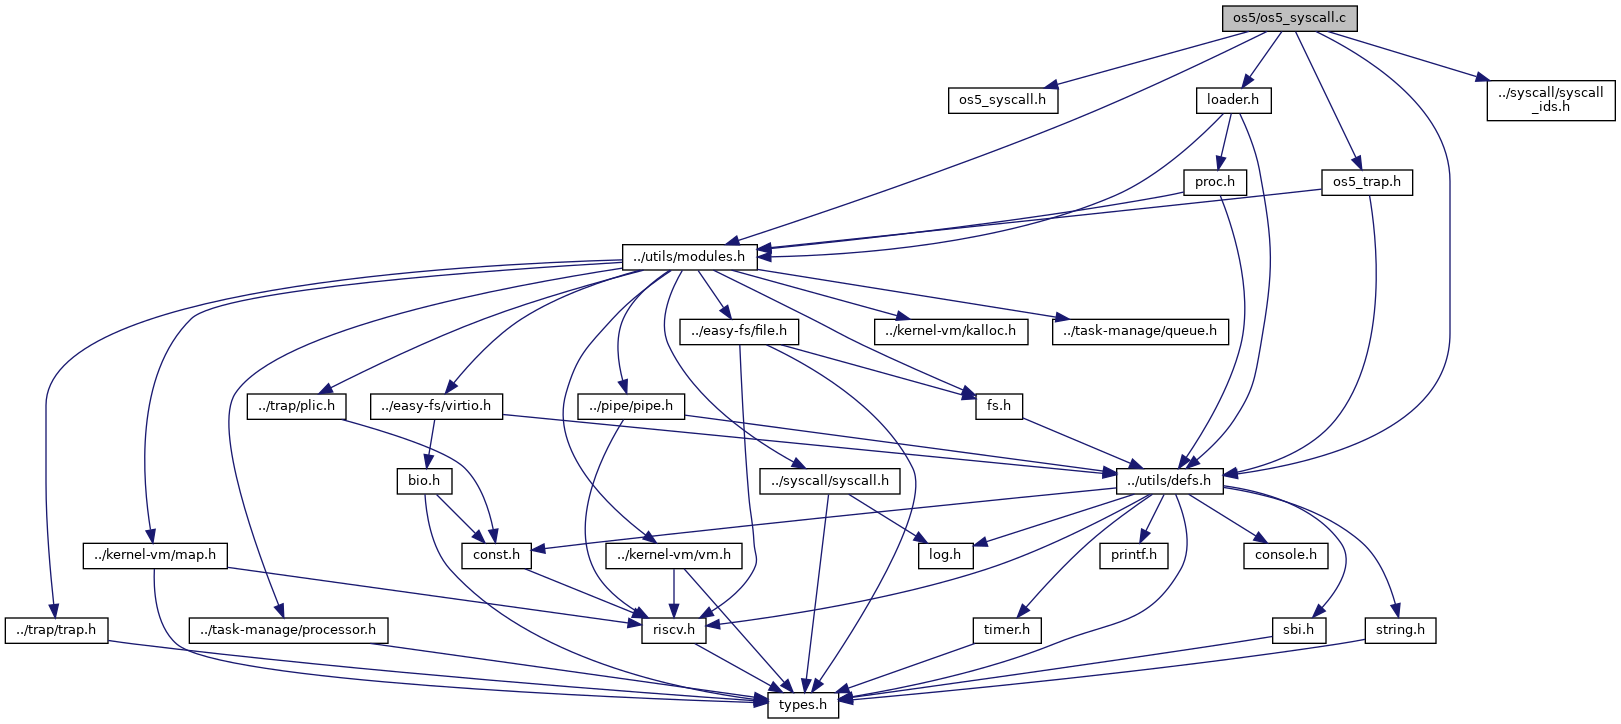 os5/os5_syscall.c
os5_syscall.h
loader.h
../syscall/syscall
_ids.h
proc.h
os5_trap.h
../utils/modules.h
../easy-fs/file.h
../kernel-vm/kalloc.h
../task-manage/queue.h
../trap/plic.h
../easy-fs/virtio.h
../pipe/pipe.h
fs.h
bio.h
../syscall/syscall.h
../utils/defs.h
../kernel-vm/map.h
const.h
../kernel-vm/vm.h
log.h
printf.h
console.h
../trap/trap.h
../task-manage/processor.h
riscv.h
timer.h
sbi.h
string.h
types.h